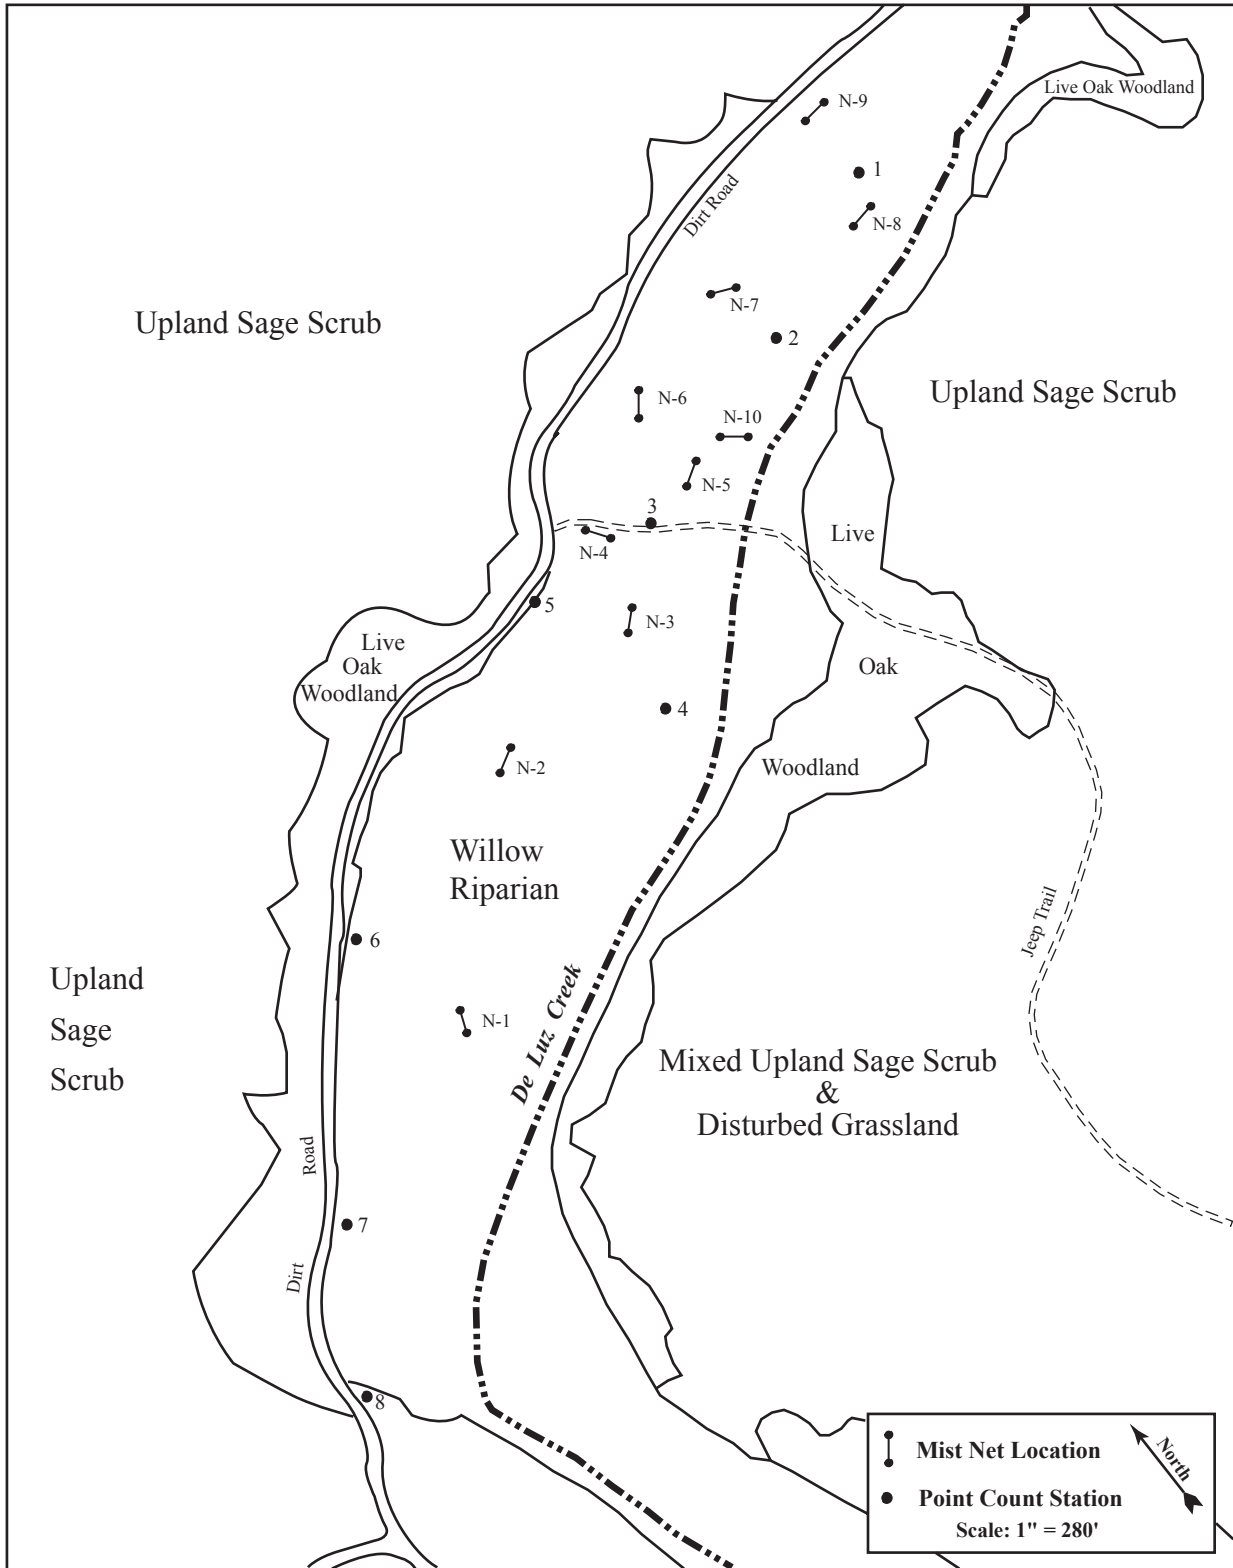 Live Oak Woodland
N-9
1
Dirt Road
N-8
N-7
Upland Sage Scrub
2
Upland Sage Scrub
N-6
N-10
N-5
3
Live
N-4
5
N-3
Live
Oak
Woodland
Oak
4
Woodland
N-2
Willow
Riparian
Jeep Trail
6
Upland
Sage
Scrub
De Luz Creek
N-1
Mixed Upland Sage Scrub
&
Disturbed Grassland
Road
7
Dirt
8
Mist Net Location
North
Point Count Station
Scale: 1" = 280'